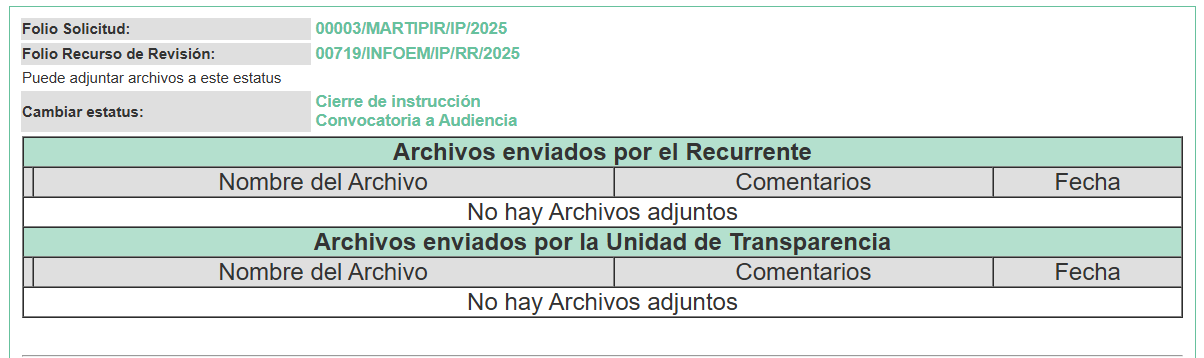 Folio Solicitud: 00003/MARTIPIR/IP/2025
Folio Recurso de Revisión: 00719/INFOEM/IP/RR/2025
Puede adjuntar archivos a este estatus
Cambiar estatus: Cierre de instrucción
Convocatoria a Audiencia
Archivos enviados por el Recurrente
Nombre del Archivo Comentarios Fecha
No hay Archivos adjuntos
Archivos enviados por la Unidad de Transparencia
Nombre del Archivo Comentarios Fecha
No hay Archivos adjuntos